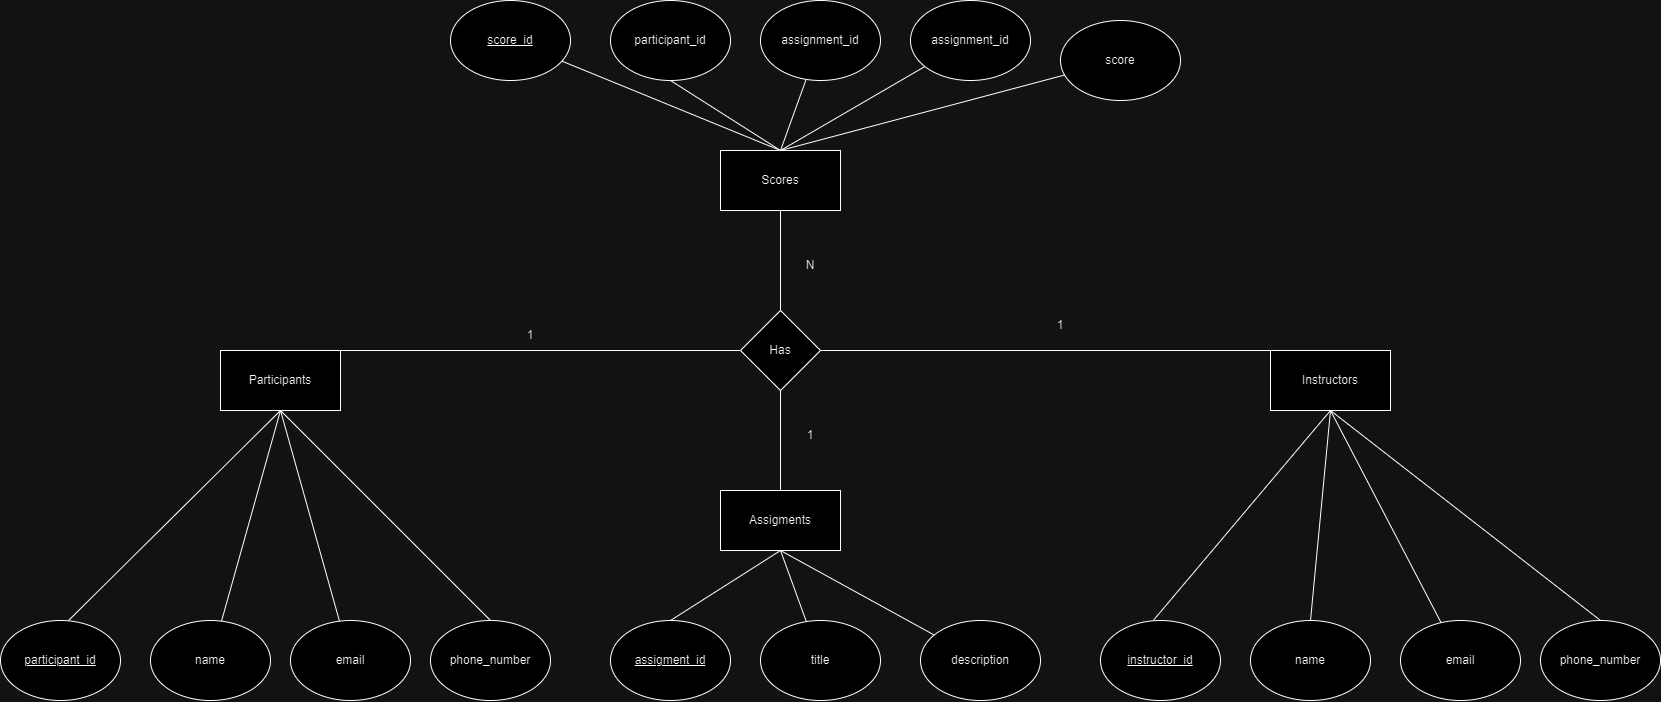 score_id
participant_id
assignment_id
assignment_id
score
Scores
N
1
1
Has
Participants
Instructors
1
Assigments
participant_id
name
email
phone_number
assigment_id
title
description
instructor_id
name
email
phone_number